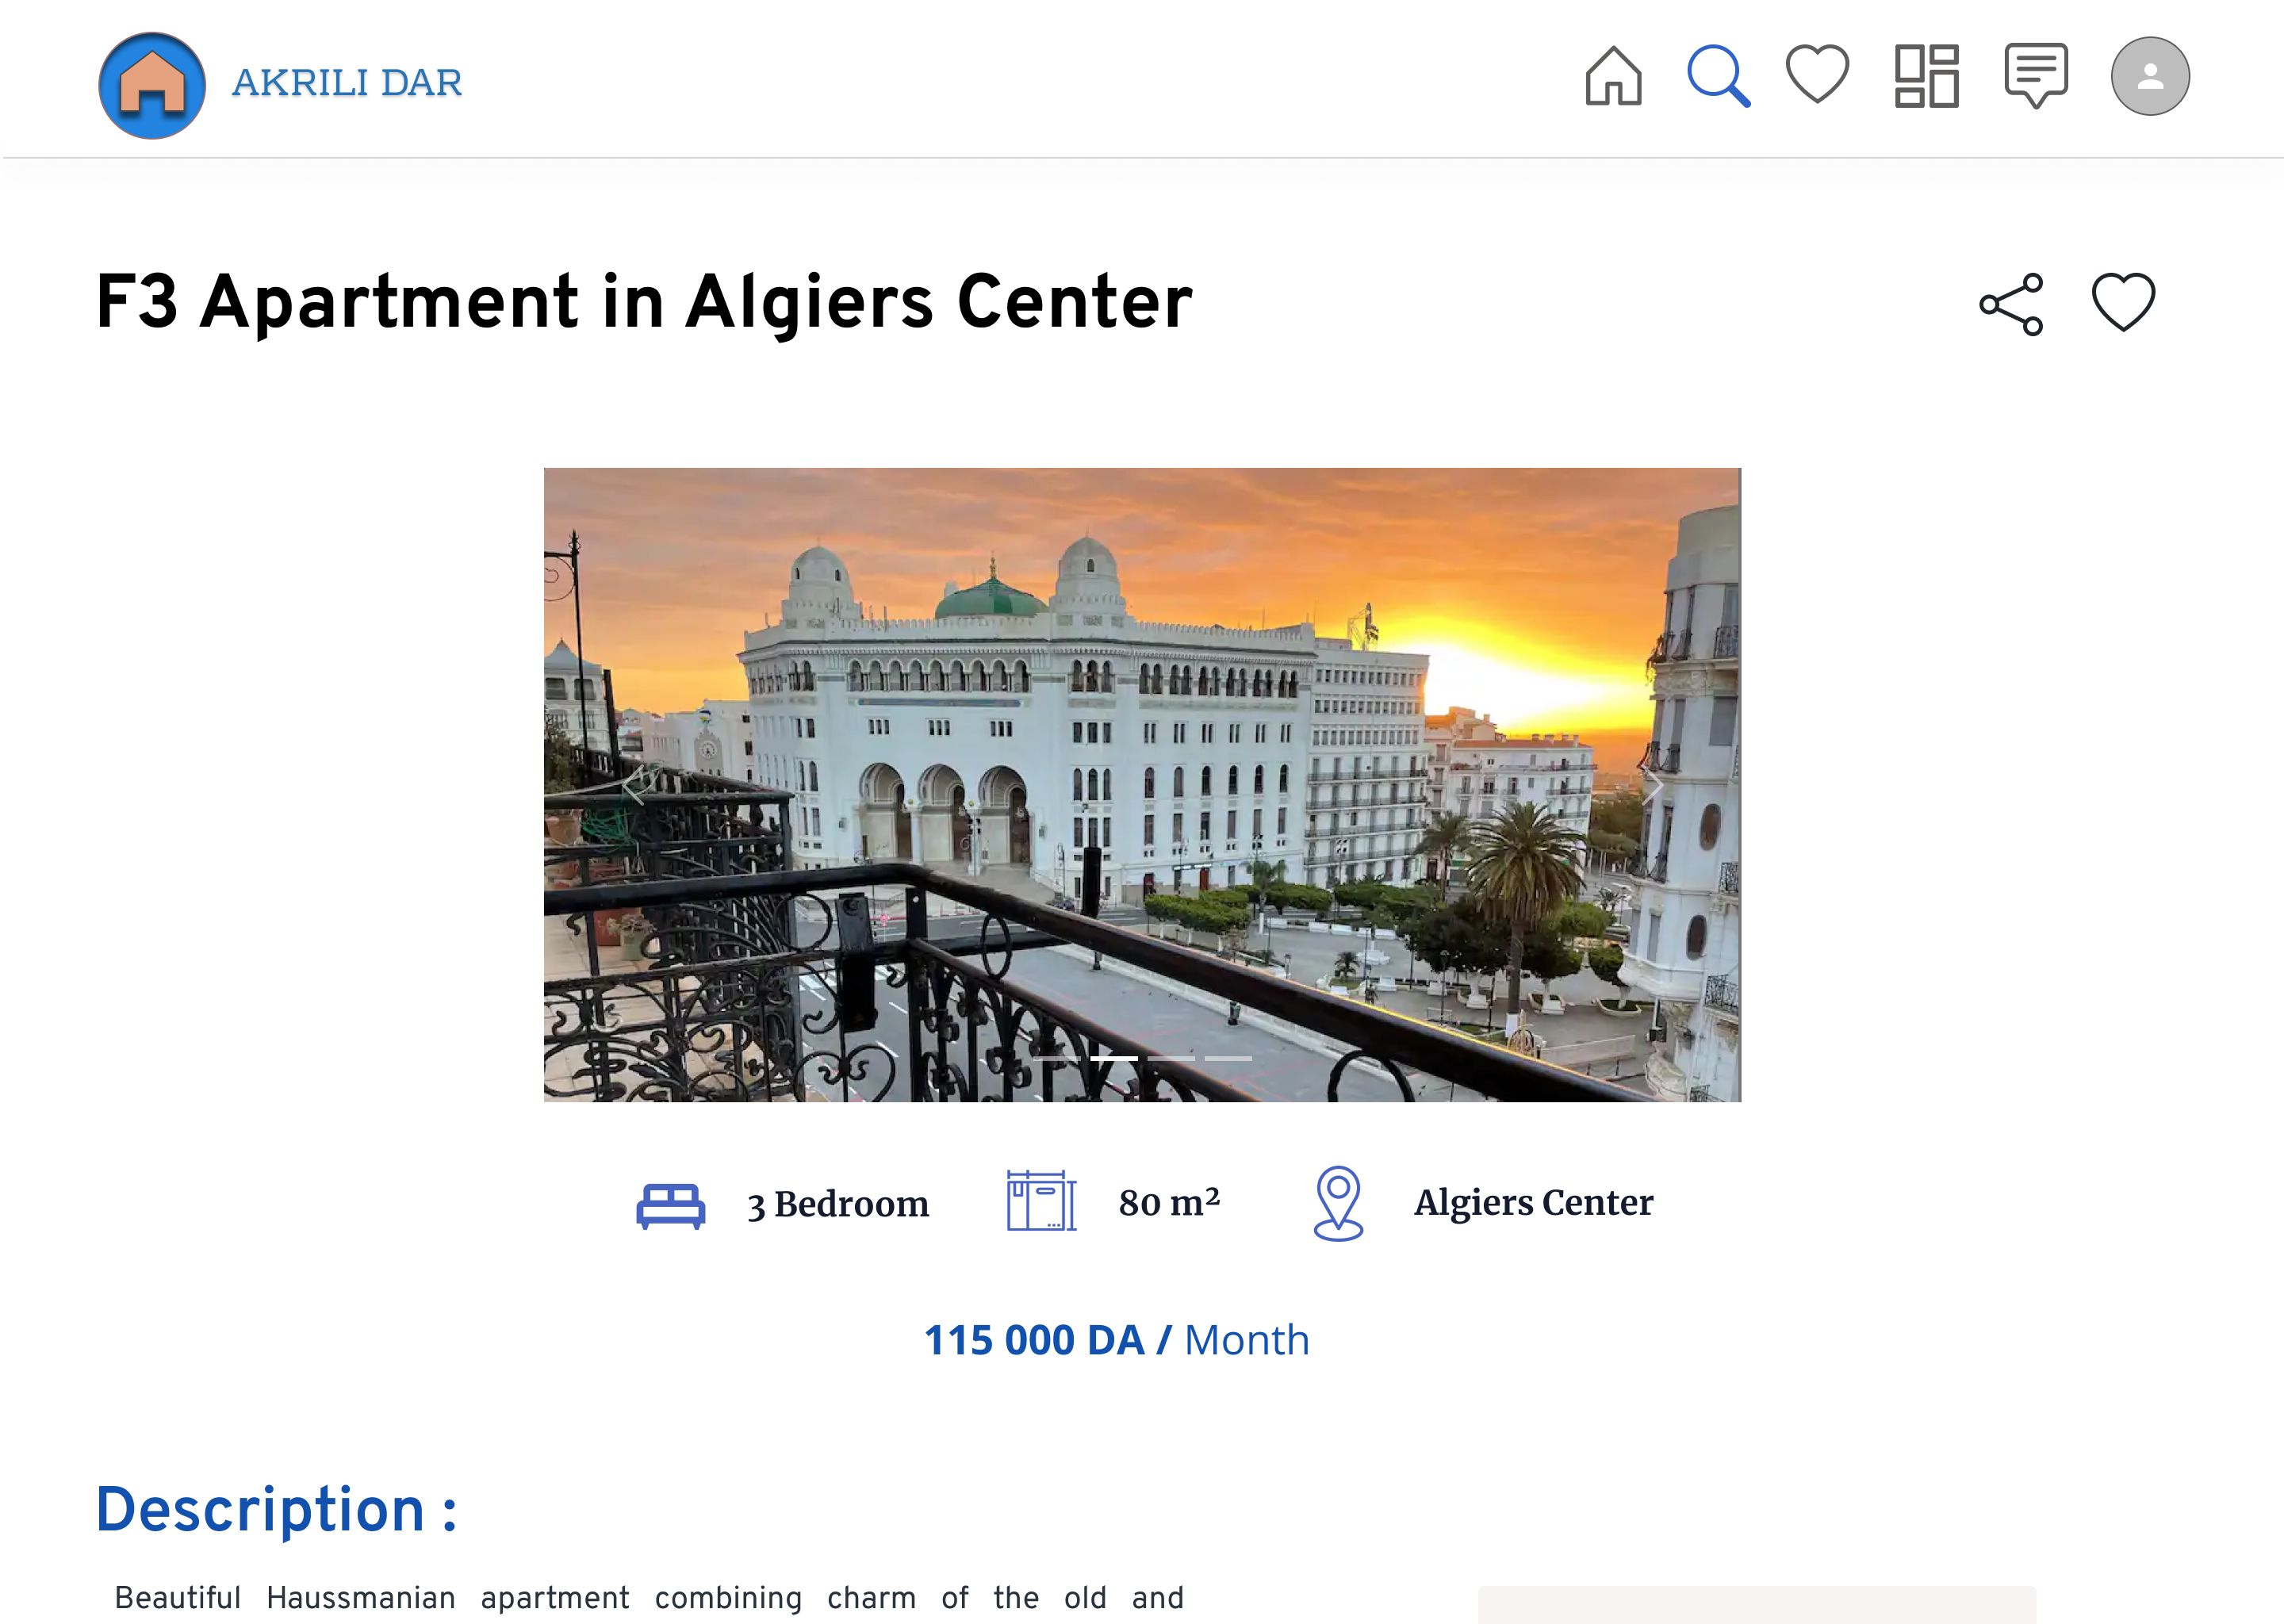 AKRILI DAR
F3 Apartment in Algiers Center
3 Bedroom
80 m²
Algiers Center
115 000 DA / Month
Description :
Beautiful Haussmanian apartment combining charm of the old and